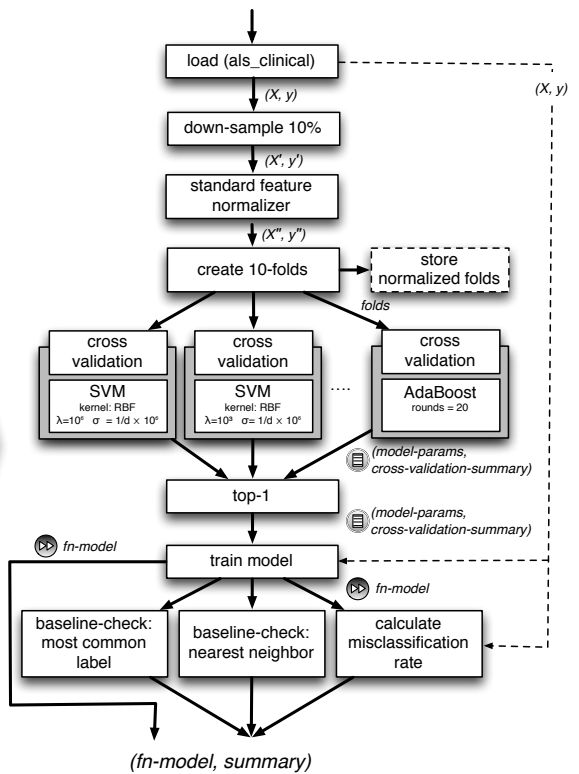 load (als_clinical)
(X, y)
(X, y)
down-sample 10%
(X', y')
standard feature
normalizer
(X'', y'')
create 10-folds
store
normalized folds
folds
cross
validation
SVM
kernel: RBF
λ=10⁶ σ = 1/d × 10⁶
cross
validation
SVM
kernel: RBF
λ=10³ σ= 1/d × 10⁶
....
cross
validation
AdaBoost
rounds = 20
(model-params,
cross-validation-summary)
top-1
(model-params,
cross-validation-summary)
fn-model
train model
fn-model
baseline-check:
most common
label
baseline-check:
nearest neighbor
calculate
misclassification
rate
(fn-model, summary)